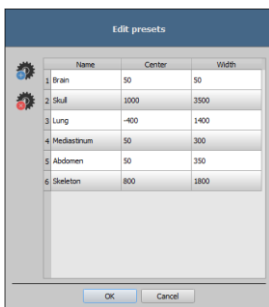 Edit presets
Name Center Width
1 Brain 50 50
2 Skull 1000 3500
3 Lung -400 1400
4 Mediastinum 50 300
5 Abdomen 50 350
6 Skeleton 800 1800
OK Cancel